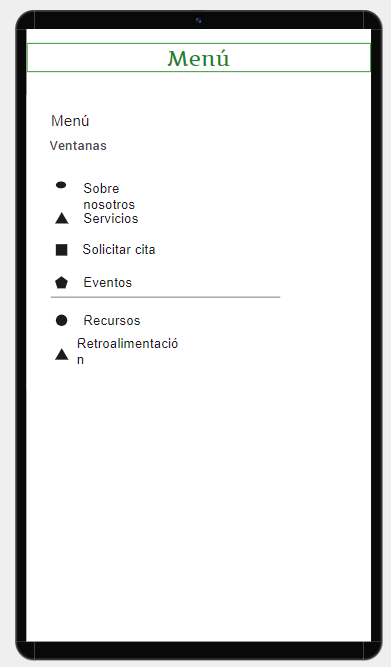 Menú
Menú
Ventanas
Sobre
nosotros
Servicios
Solicitar cita
Eventos
Recursos
Retroalimentació
n